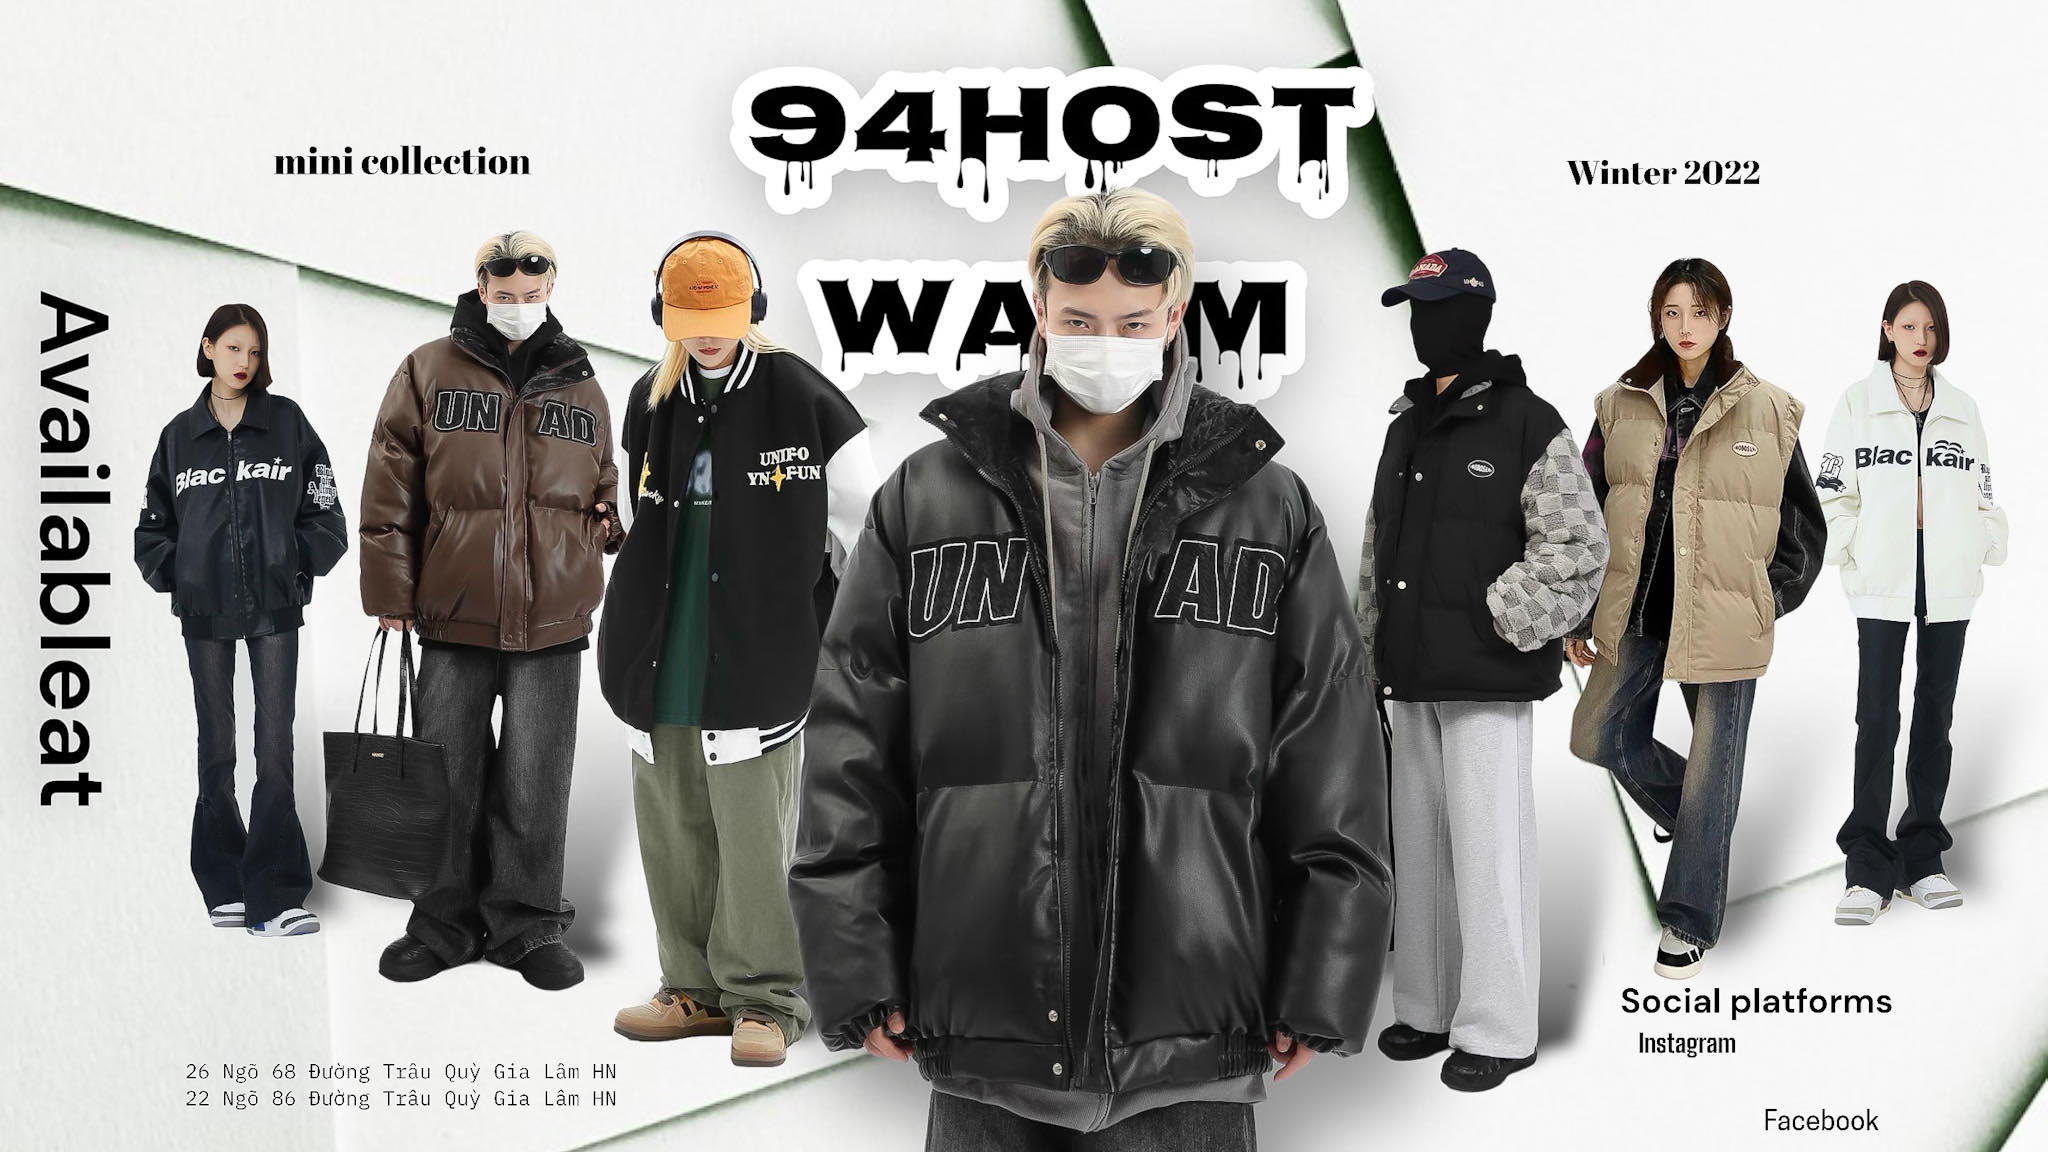 94HOST
mini collection
Winter 2022
WA M
Availableat
Blac kair
UN AD
UNIFO
YN FUN
UN AD
Blac kair
Social platforms
Instagram
Facebook
26 Ngõ 68 Đường Trâu Quỳ Gia Lâm HN
22 Ngõ 86 Đường Trâu Quỳ Gia Lâm HN